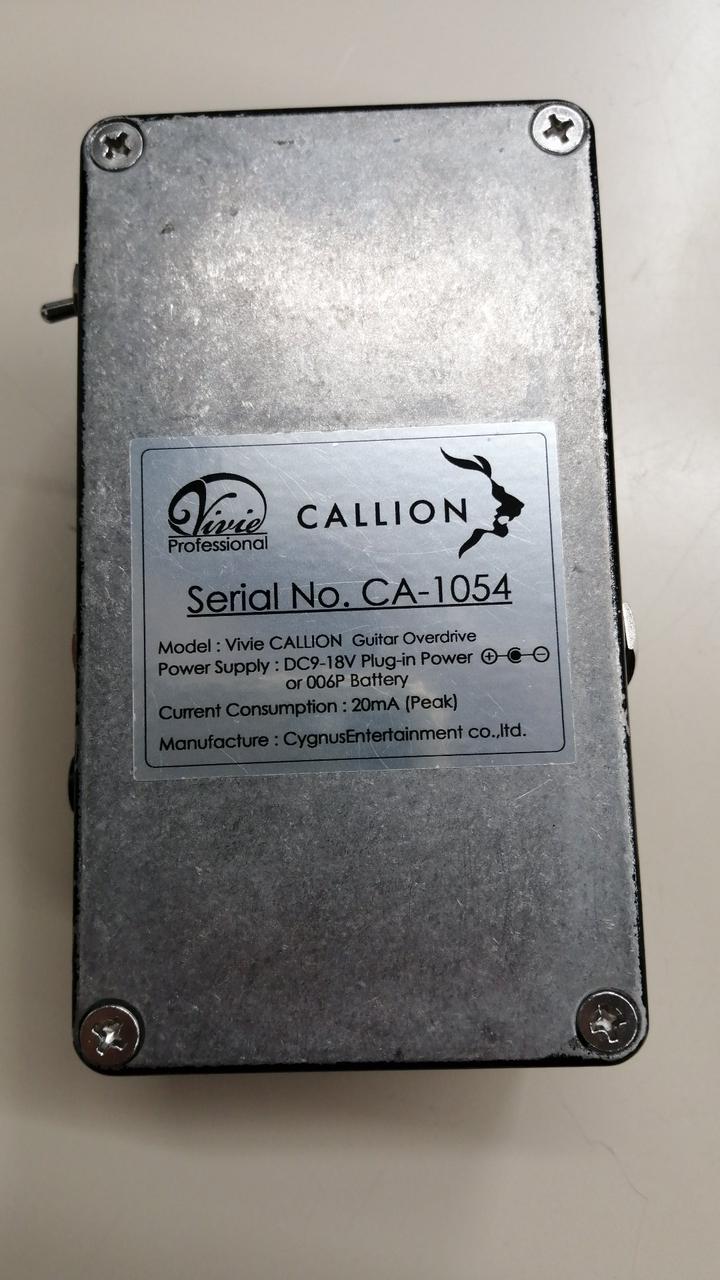 Vivie
Professional
CALLION
Serial No. CA-1054
Model : Vivie CALLION Guitar Overdrive
Power Supply : DC9-18V Plug-in Power
or 006P Battery
Current Consumption : 20mA (Peak)
Manufacture : CygnusEntertainment co.,ltd.